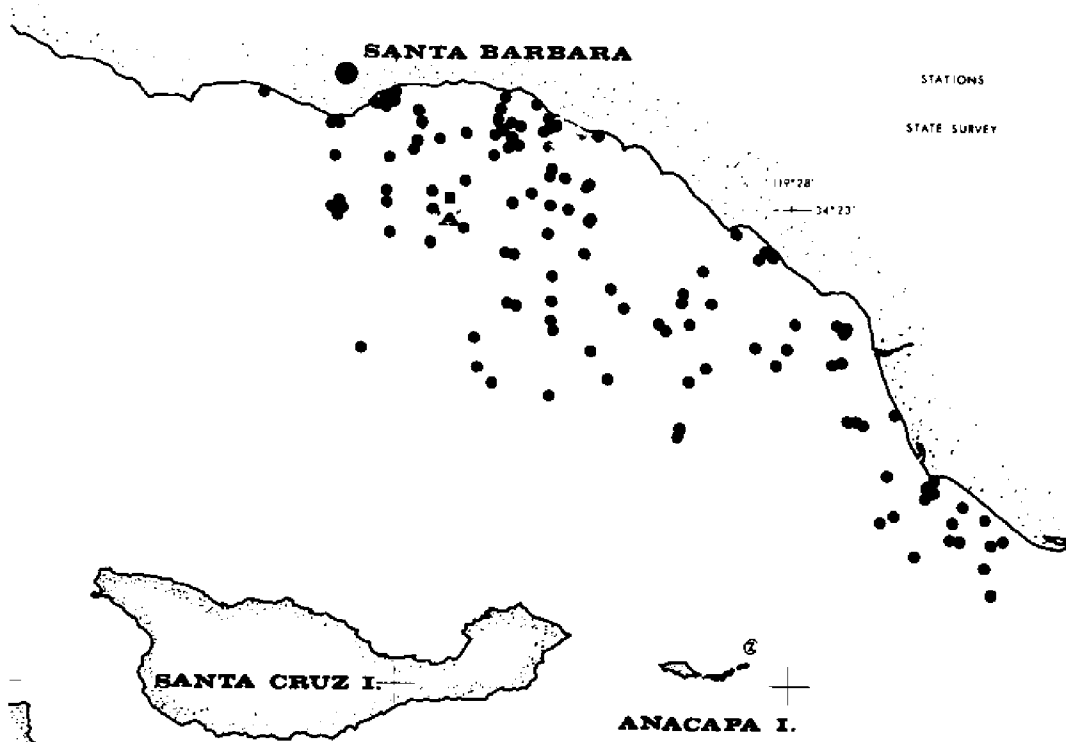 SANTA BARBARA
STATIONS
STATE SURVEY
119°28'
34°23'
A
SANTA CRUZ I.
ANACAPA I.